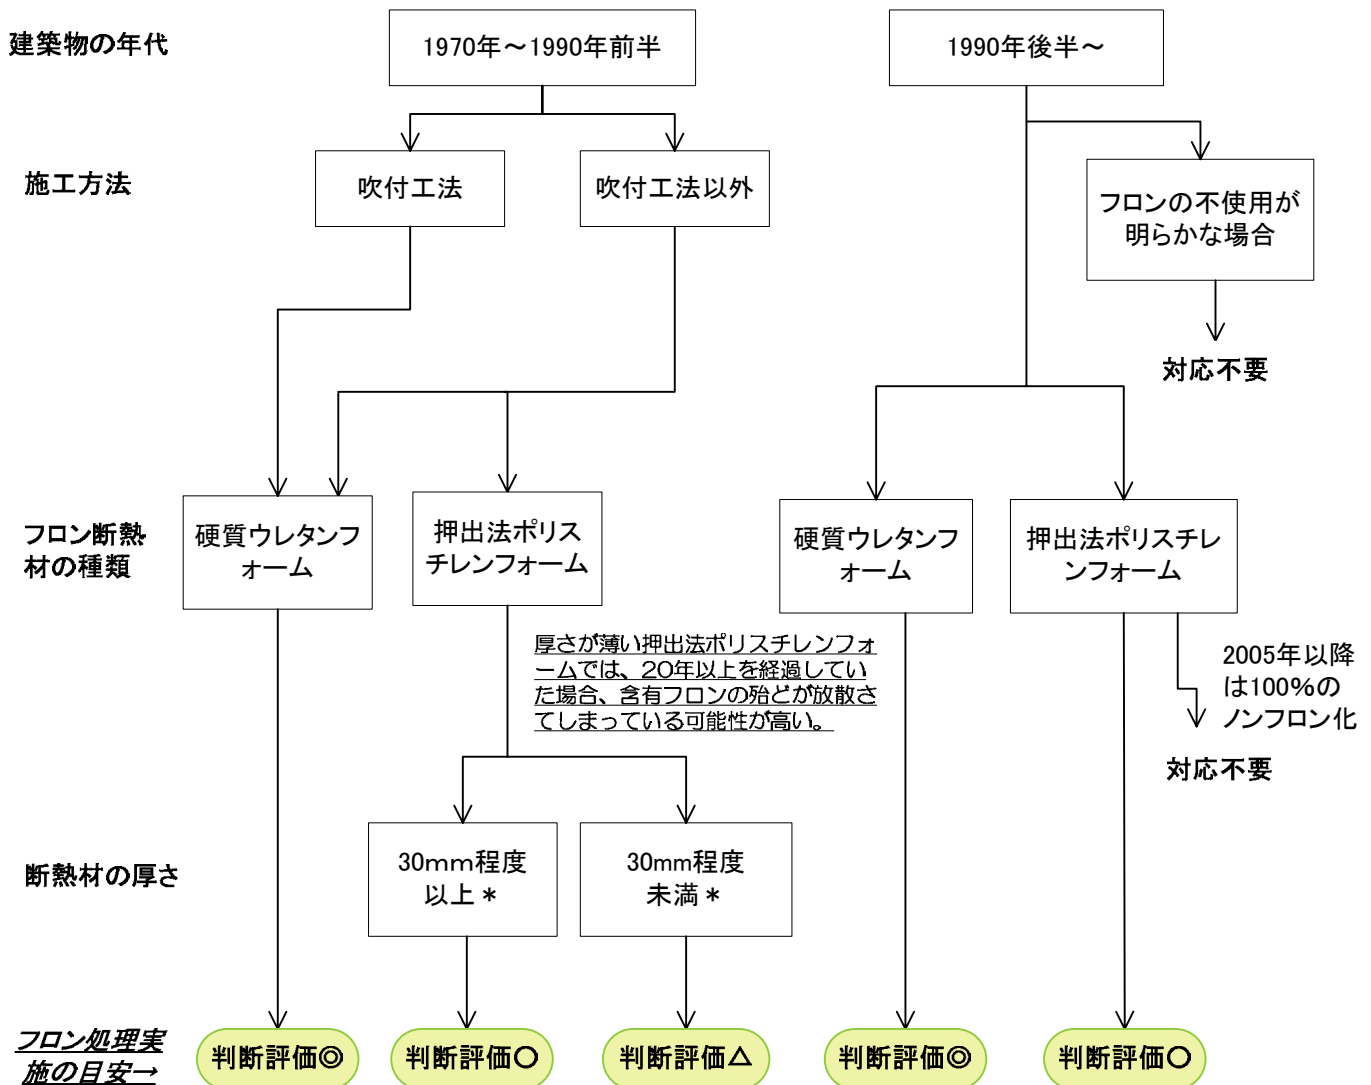 建築物の年代
1970年～1990年前半
1990年後半～
施工方法
吹付工法
吹付工法以外
フロンの不使用が
明らかな場合
対応不要
フロン断熱
材の種類
硬質ウレタンフ
ォーム
押出法ポリス
チレンフォーム
硬質ウレタンフ
ォーム
押出法ポリスチレ
ンフォーム
厚さが薄い押出法ポリスチレンフォ
ームでは、20年以上を経過してい
た場合、含有フロンの殆どが放散さ
れてしまっている可能性が高い。
2005年以降
は100%の
ノンフロン化
対応不要
断熱材の厚さ
30mm程度
以上＊
30mm程度
未満＊
フロン処理実
施の目安→
判断評価◎
判断評価○
判断評価△
判断評価◎
判断評価○